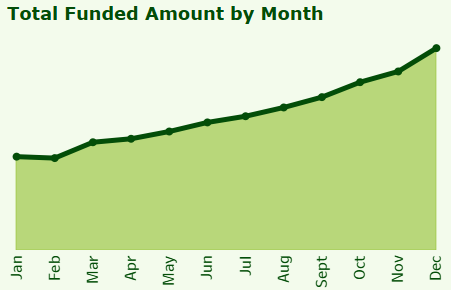 Total Funded Amount by Month
Jan Feb Mar Apr May Jun Jul Aug Sept Oct Nov Dec